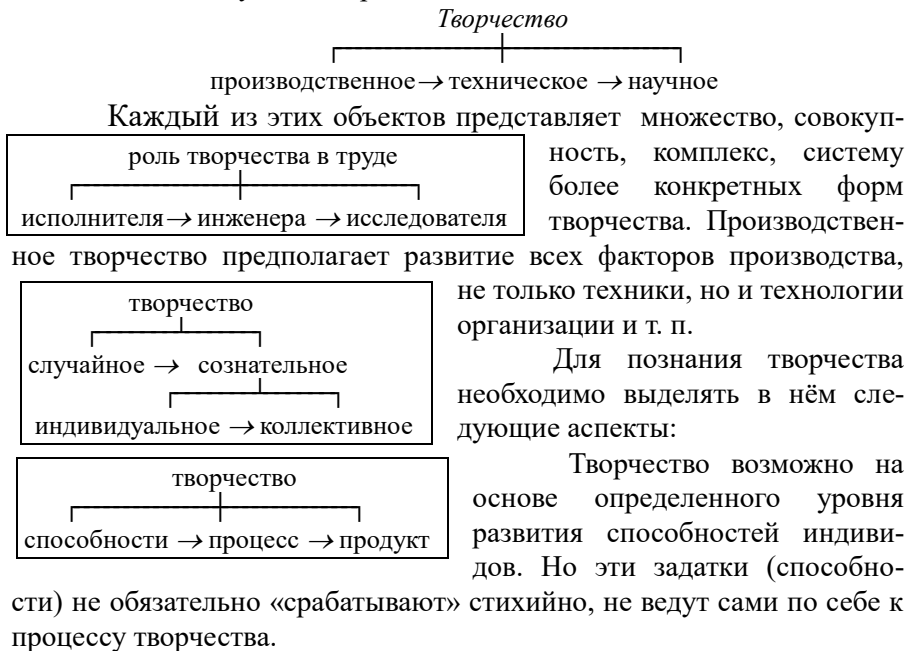 Творчество
производственное→ техническое → научное
Каждый из этих объектов представляет множество, совокуп-
роль творчества в труде
исполнителя→ инженера → исследователя
ность, комплекс, систему
более конкретных форм
творчества. Производствен-
ное творчество предполагает развитие всех факторов производства,
творчество
случайное → сознательное
индивидуальное → коллективное
не только техники, но и технологии
организации и т. п.
Для познания творчества
необходимо выделять в нём сле-
дующие аспекты:
творчество
способности → процесс → продукт
Творчество возможно на
основе определенного уровня
развития способностей индиви-
дов. Но эти задатки (способно-
сти) не обязательно «срабатывают» стихийно, не ведут сами по себе к
процессу творчества.